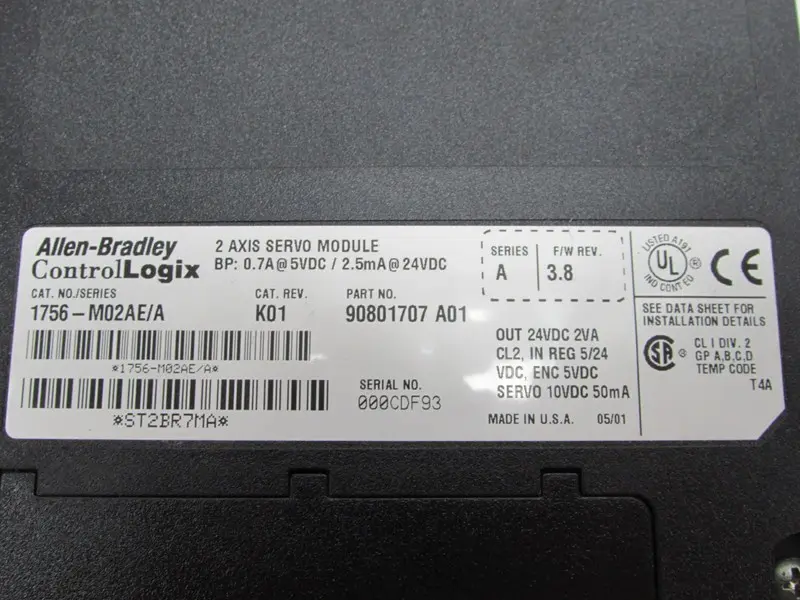 Allen-Bradley
ControlLogix
2 AXIS SERVO MODULE
BP: 0.7A@5VDC / 2.5mA@24VDC
SERIES
A
F/W REV.
3.8
CAT. NO./SERIES
1756-M02AE/A
CAT. REV.
K01
PART NO.
90801707 A01
*1756-M02AE/A*
*ST2BR7MA*
SERIAL NO.
000CDF93
OUT 24VDC 2VA
CL2, IN REG 5/24
VDC, ENC 5VDC
SERVO 10VDC 50mA
MADE IN U.S.A. 05/01
LISTED A197
UL ®
IND CONT EQ
CE
SEE DATA SHEET FOR
INSTALLATION DETAILS
SA ®
CL I DIV. 2
GP A,B,C,D
TEMP CODE
T4A